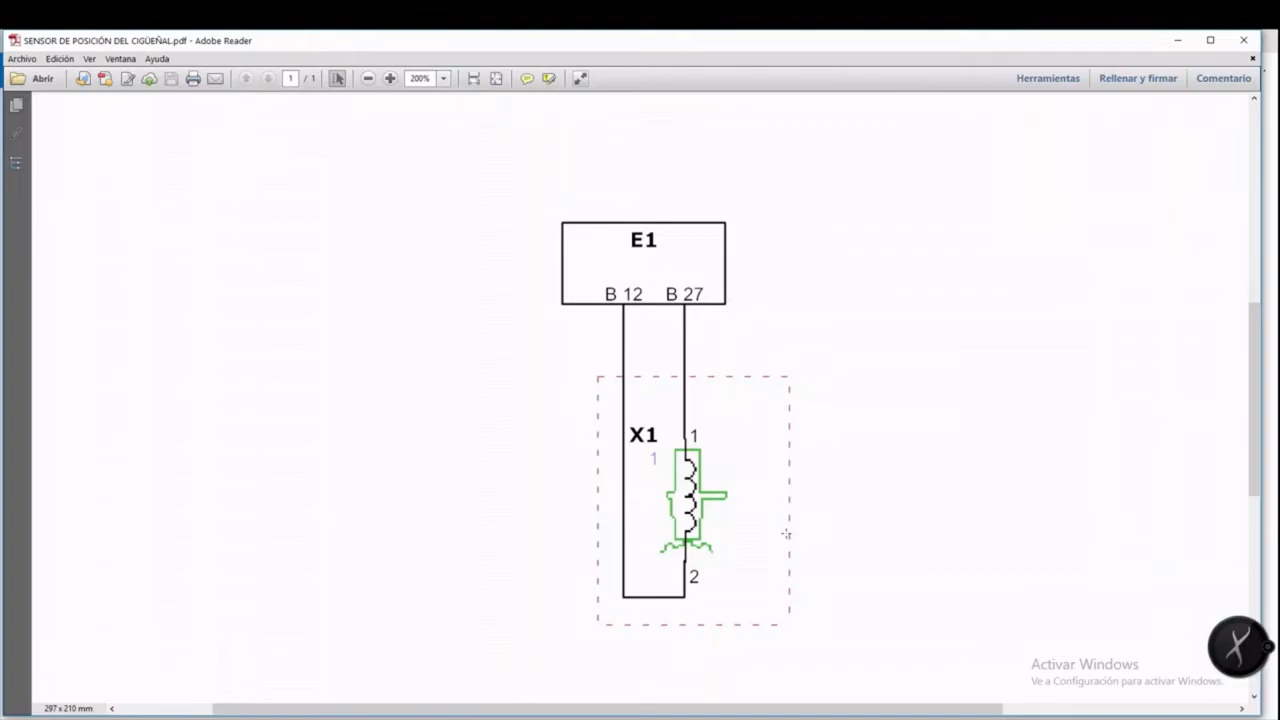 SENSOR DE POSICIÓN DEL CIGÜEÑAL.pdf - Adobe Reader
Archivo Edición Ver Ventana Ayuda
Abrir 1 / 1 200% Herramientas Rellenar y firmar Comentario
E1
B 12 B 27
X1 1
1
2
Activar Windows
Ve a Configuración para activar Windows.
297 x 210 mm